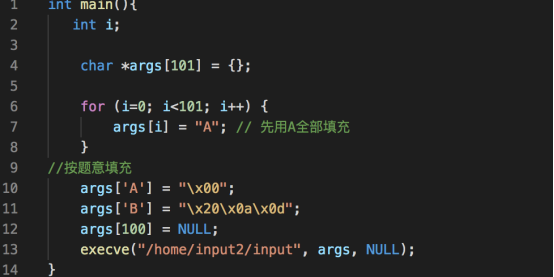 1 int main(){
2 int i;
3
4 char *args[101] = {};
5
6 for (i=0; i<101; i++) {
7 args[i] = "A"; // 先用A全部填充
8 }
9 //按题意填充
10 args['A'] = "\x00";
11 args['B'] = "\x20\x0a\x0d";
12 args[100] = NULL;
13 execve("/home/input2/input", args, NULL);
14 }